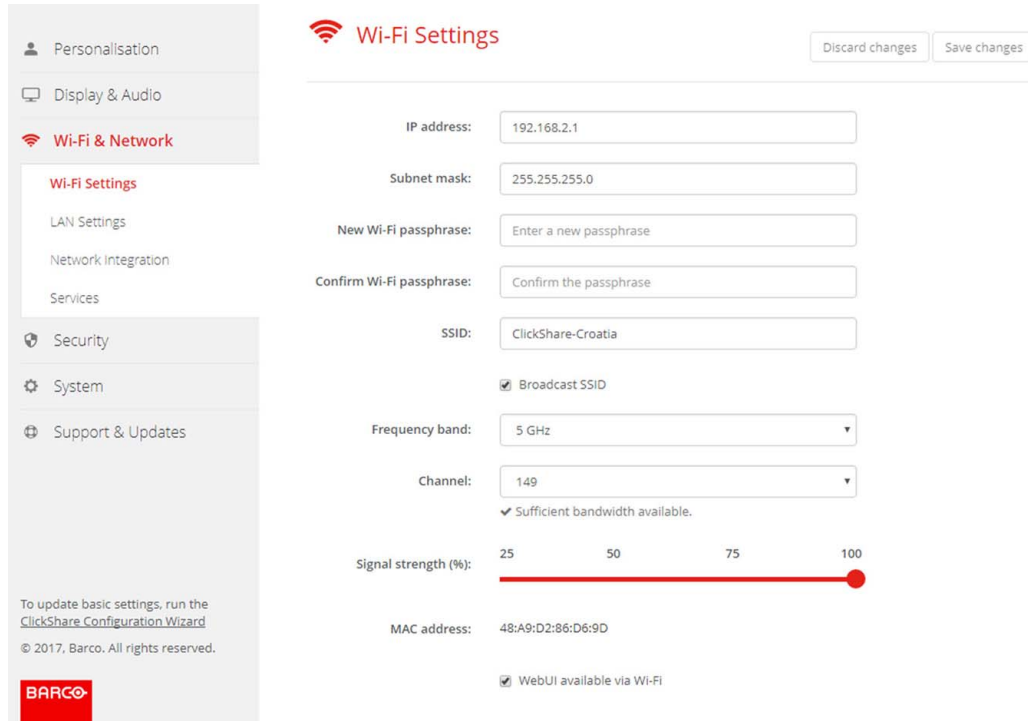 Personalisation
Display & Audio
Wi-Fi & Network
Wi-Fi Settings
LAN Settings
Network Integration
Services
Security
System
Support & Updates
To update basic settings, run the
ClickShare Configuration Wizard
© 2017, Barco. All rights reserved.
BARCO
Wi-Fi Settings
Discard changes
Save changes
IP address: 192.168.2.1
Subnet mask: 255.255.255.0
New Wi-Fi passphrase: Enter a new passphrase
Confirm Wi-Fi passphrase: Confirm the passphrase
SSID: ClickShare-Croatia
Broadcast SSID
Frequency band: 5 GHz
Channel: 149
Sufficient bandwidth available.
25 50 75 100
Signal strength (%):
MAC address: 48:A9:D2:86:D6:9D
WebUI available via Wi-Fi